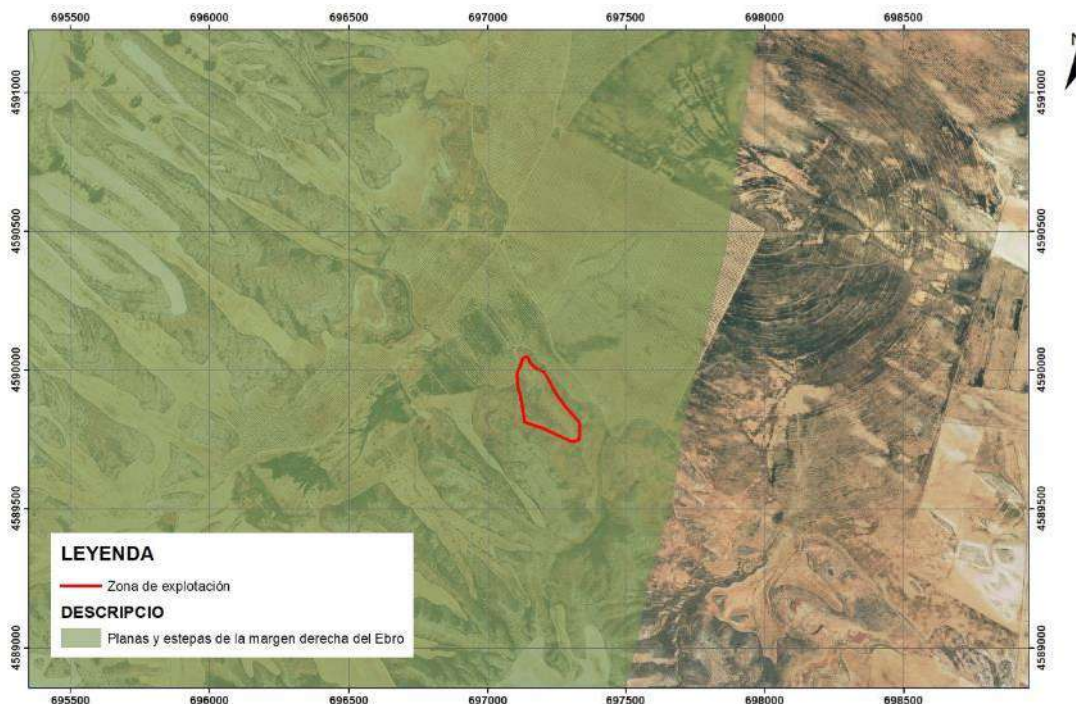 695500 696000 696500 697000 697500 698000 698500
N
4591000 4591000
4590500 4590500
4590000 4590000
4589500 4589500
4589000 4589000
LEYENDA
Zona de explotación
DESCRIPCIO
Planas y estepas de la margen derecha del Ebro
695500 696000 696500 697000 697500 698000 698500